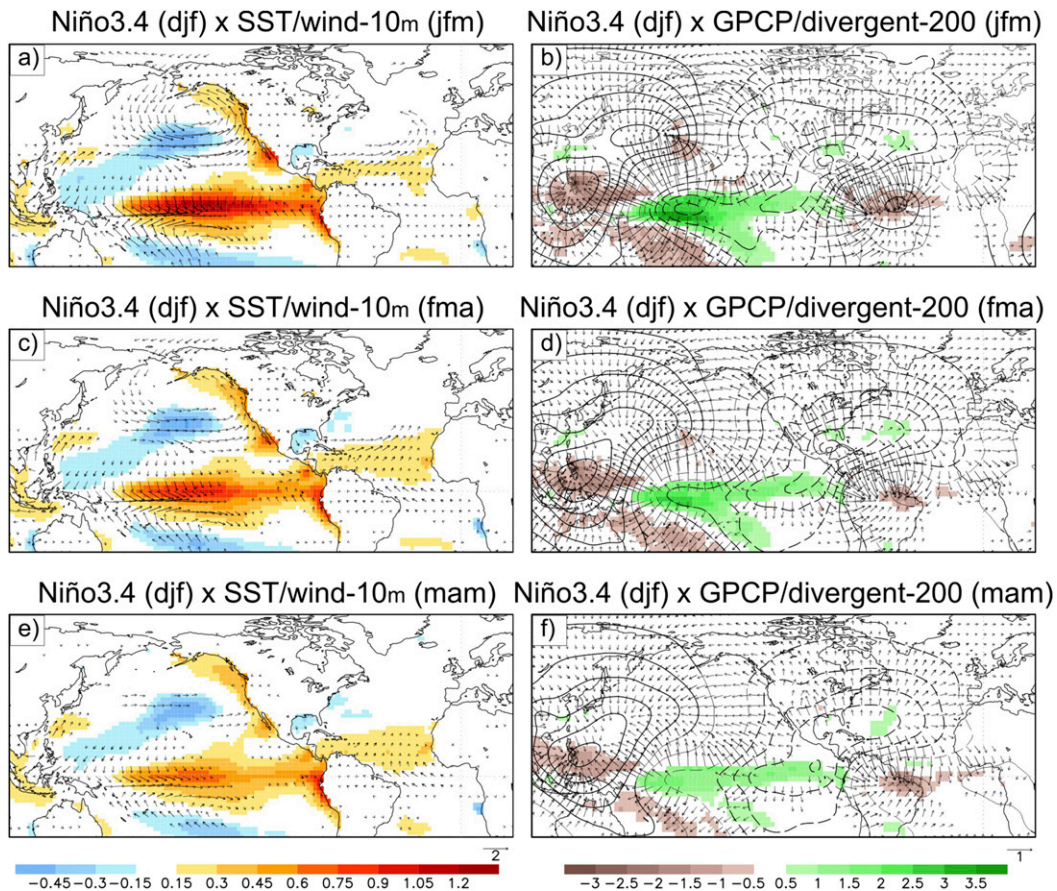 Niño3.4 (djf) x SST/wind-10m (jfm)
Niño3.4 (djf) x GPCP/divergent-200 (jfm)
a)
b)
Niño3.4 (djf) x SST/wind-10m (fma)
Niño3.4 (djf) x GPCP/divergent-200 (fma)
c)
d)
Niño3.4 (djf) x SST/wind-10m (mam)
Niño3.4 (djf) x GPCP/divergent-200 (mam)
e)
f)
2
1
−0.45 −0.3 −0.15 0.15 0.3 0.45 0.6 0.75 0.9 1.05 1.2
−3 −2.5 −2 −1.5 −1 −0.5 0.5 1 1.5 2 2.5 3 3.5